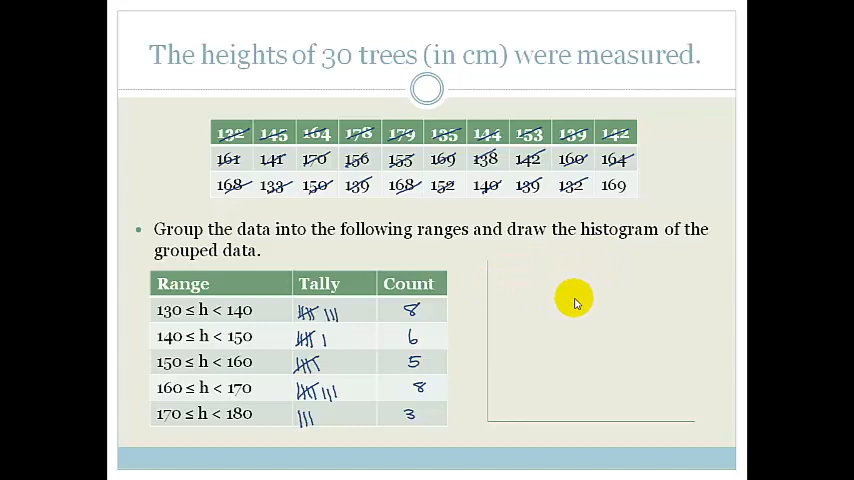 The heights of 30 trees (in cm) were measured.
132 145 164 178 179 135 144 153 139 142
161 141 170 156 155 169 138 142 160 164
168 133 150 139 168 152 140 139 132 169
• Group the data into the following ranges and draw the histogram of the
grouped data.
Range Tally Count
130 ≤ h < 140 8
140 ≤ h < 150 6
150 ≤ h < 160 5
160 ≤ h < 170 8
170 ≤ h < 180 3